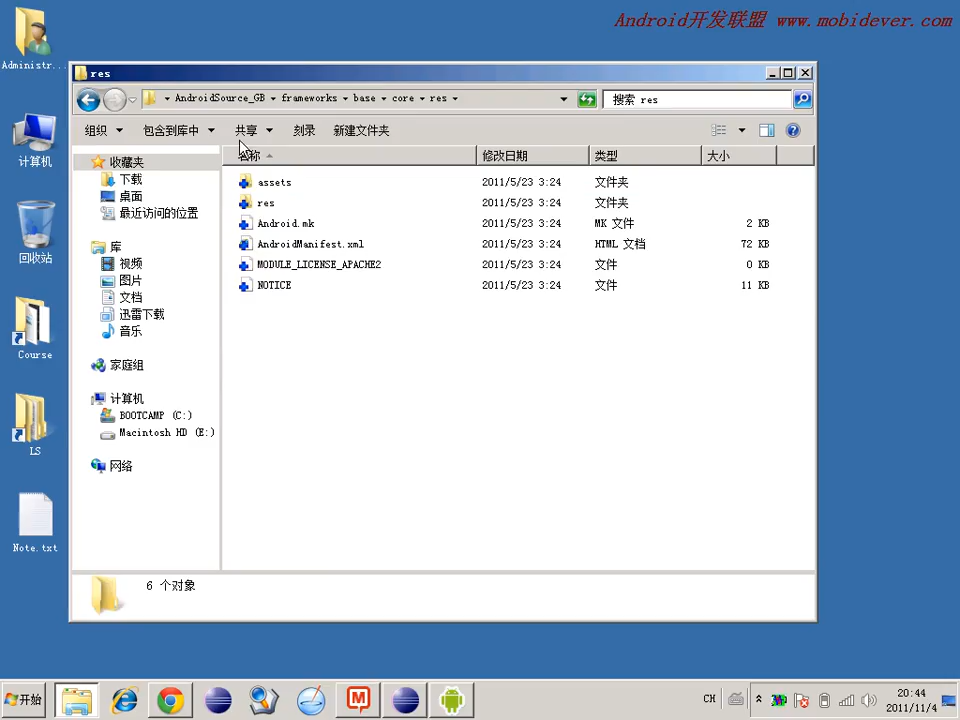 Android开发联盟 www.mobidever.com
Administr...
计算机
回收站
Course
LS
Note.txt
res
AndroidSource_GB frameworks base core res
搜索 res
组织 包含到库中 共享 刻录 新建文件夹
收藏夹
下载
桌面
最近访问的位置
库
视频
图片
文档
迅雷下载
音乐
家庭组
计算机
BOOTCAMP (C:)
Macintosh HD (E:)
网络
名称 修改日期 类型 大小
assets 2011/5/23 3:24 文件夹
res 2011/5/23 3:24 文件夹
Android.mk 2011/5/23 3:24 MK 文件 2 KB
AndroidManifest.xml 2011/5/23 3:24 HTML 文档 72 KB
MODULE_LICENSE_APACHE2 2011/5/23 3:24 文件 0 KB
NOTICE 2011/5/23 3:24 文件 11 KB
6 个对象
开始
CH
20:44
2011/11/4